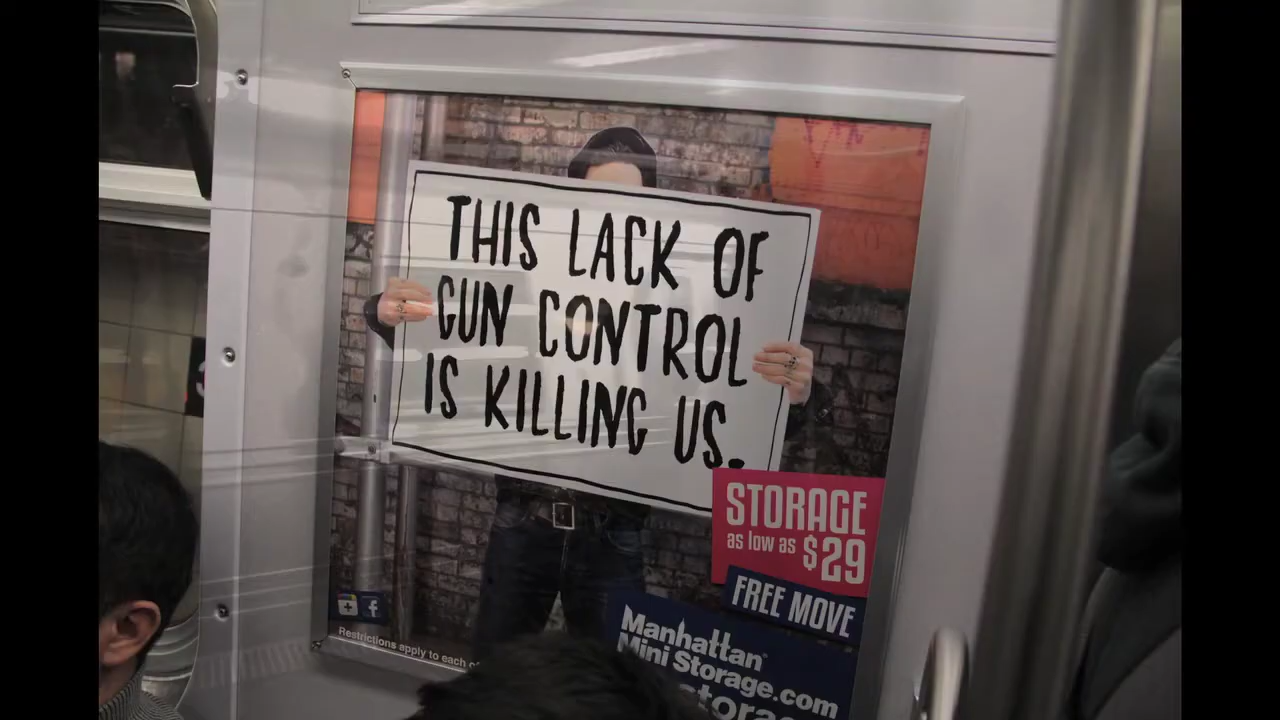 THIS LACK OF
GUN CONTROL
IS KILLING US.
STORAGE
as low as $29
FREE MOVE
Manhattan
Mini Storage.com
Restrictions apply to each